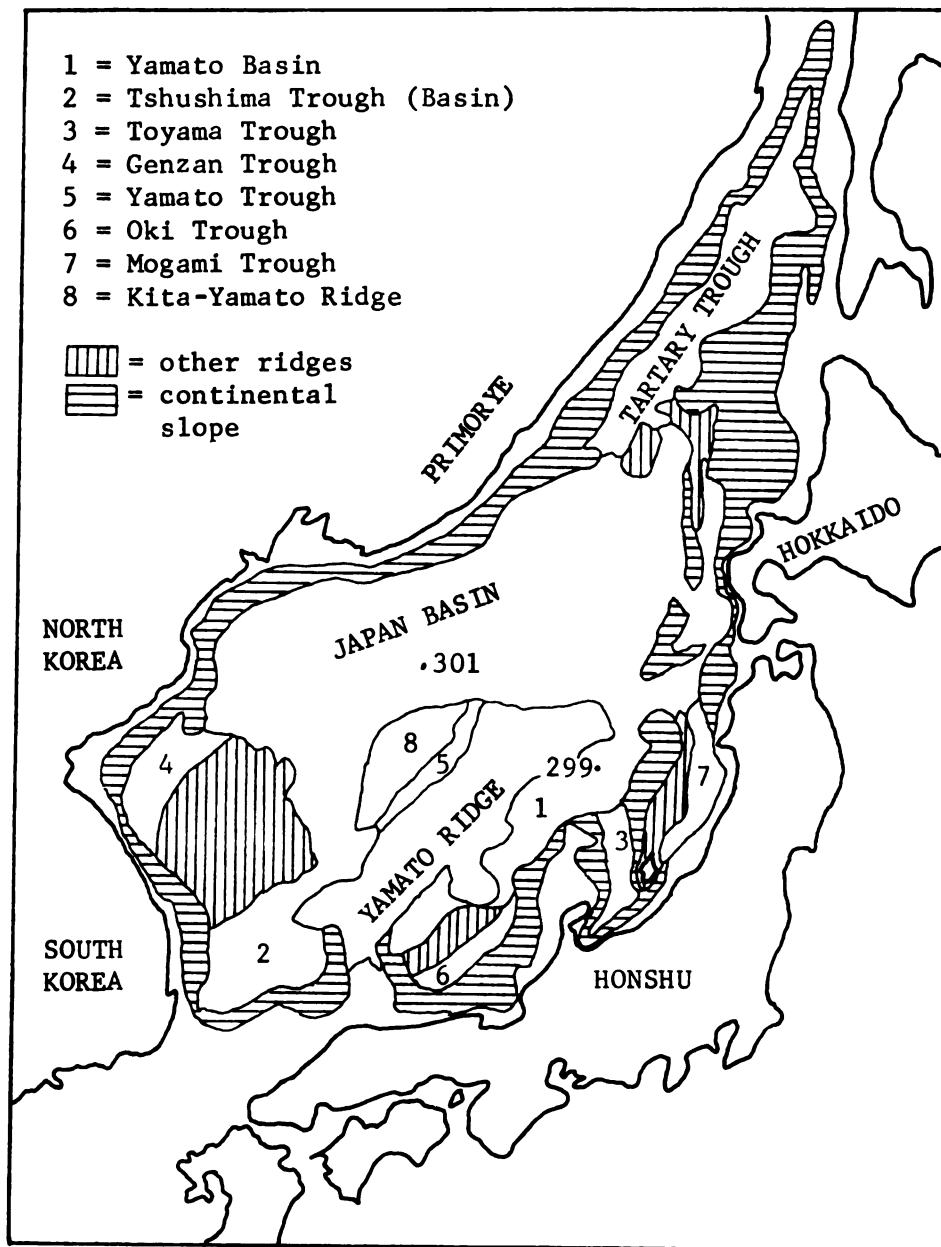 1 = Yamato Basin
2 = Tshushima Trough (Basin)
3 = Toyama Trough
4 = Genzan Trough
5 = Yamato Trough
6 = Oki Trough
7 = Mogami Trough
8 = Kita-Yamato Ridge
= other ridges
= continental
slope
TARTARY TROUGH
PRIMORYE
HOKKAIDO
JAPAN BASIN
NORTH
KOREA
.301
8
5
4
299.
7
1
3
YAMATO RIDGE
2
6
SOUTH
KOREA
HONSHU